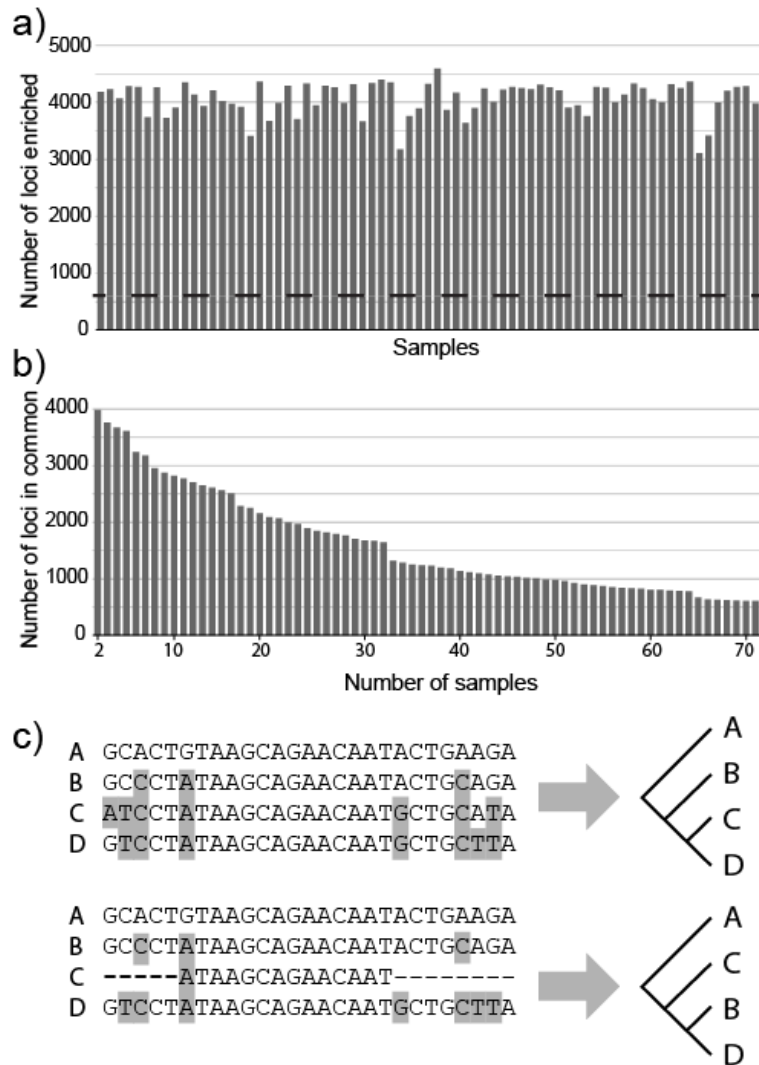 a)
Number of loci enriched
5000
4000
3000
2000
1000
0
Samples
b)
Number of loci in common
4000
3000
2000
1000
0
2 10 20 30 40 50 60 70
Number of samples
c)
A GCACTGTAAGCAGAACAATACTGAAGA
B GCCCTATAAGCAGAACAATACTGCAGA
C ATCCTATAAGCAGAACAATGCTGCATA
D GTCCTATAAGCAGAACAATGCTGCTTA
A
B
C
D
A GCACTGTAAGCAGAACAATACTGAAGA
B GCCCTATAAGCAGAACAATACTGCAGA
C -----ATAAGCAGAACAAT--------
D GTCCTATAAGCAGAACAATGCTGCTTA
A
C
B
D